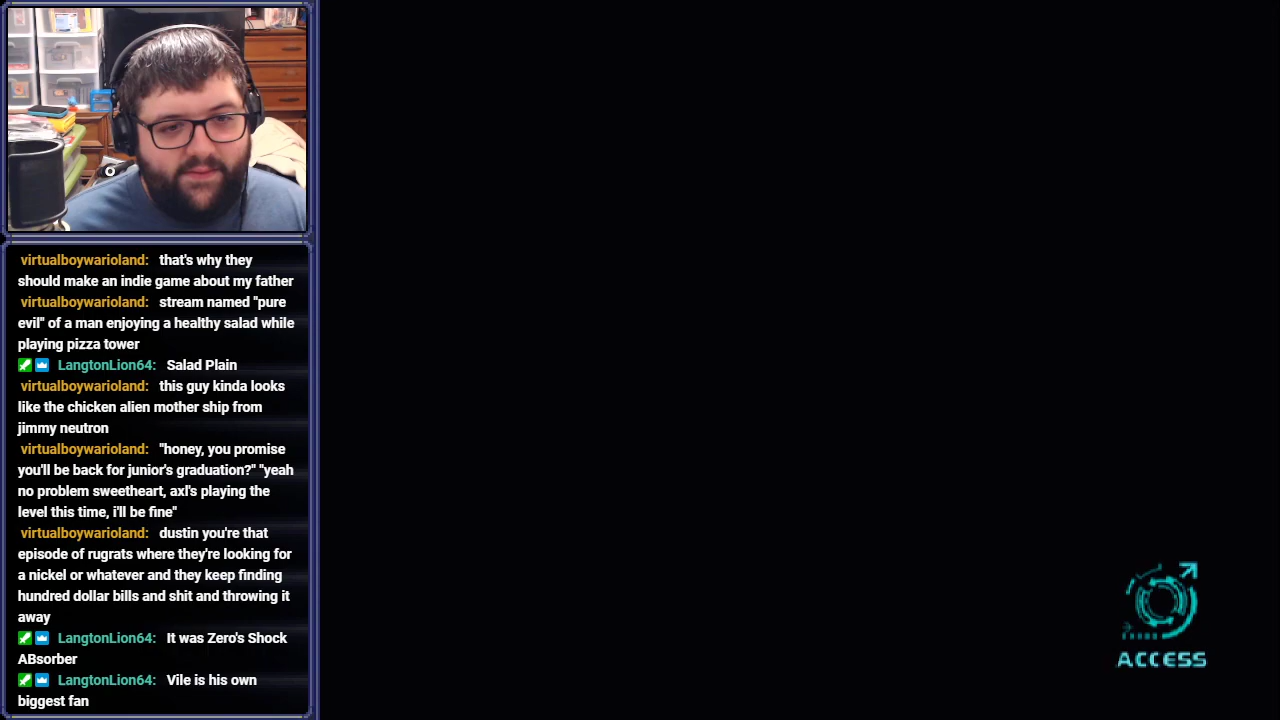 virtualboywarioland: that's why they
should make an indie game about my father
virtualboywarioland: stream named "pure
evil" of a man enjoying a healthy salad while
playing pizza tower
LangtonLion64: Salad Plain
virtualboywarioland: this guy kinda looks
like the chicken alien mother ship from
jimmy neutron
virtualboywarioland: "honey, you promise
you'll be back for junior's graduation?" "yeah
no problem sweetheart, axl's playing the
level this time, i'll be fine"
virtualboywarioland: dustin you're that
episode of rugrats where they're looking for
a nickel or whatever and they keep finding
hundred dollar bills and shit and throwing it
away
LangtonLion64: It was Zero's Shock
ABsorber
LangtonLion64: Vile is his own
biggest fan
ACCESS